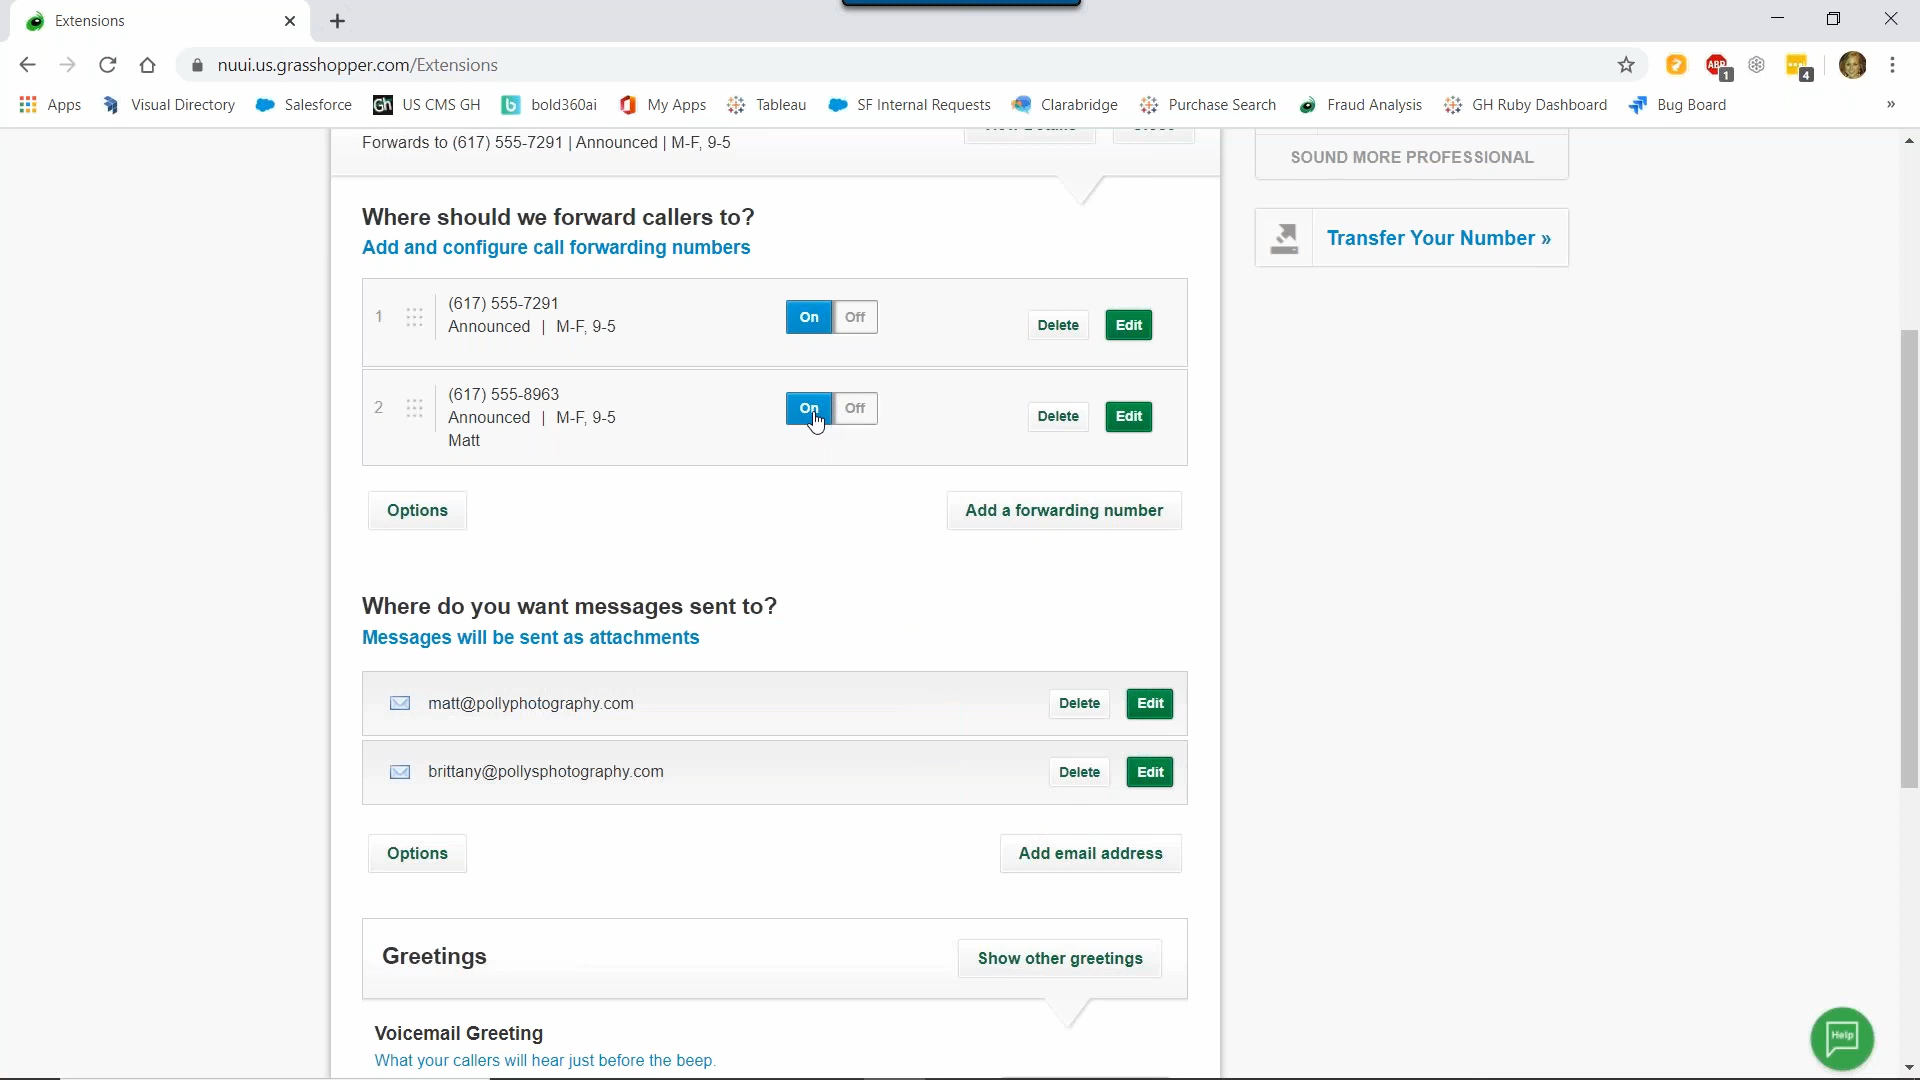 Extensions
nuui.us.grasshopper.com/Extensions
ABP
1
4
Apps
Visual Directory
Salesforce
Gh
US CMS GH
b
bold360ai
My Apps
Tableau
SF Internal Requests
Clarabridge
Purchase Search
Fraud Analysis
GH Ruby Dashboard
Bug Board
»
Forwards to (617) 555-7291 | Announced | M-F, 9-5
SOUND MORE PROFESSIONAL
Transfer Your Number »
Where should we forward callers to?
Add and configure call forwarding numbers
1
(617) 555-7291
Announced | M-F, 9-5
On
Off
Delete
Edit
2
(617) 555-8963
Announced | M-F, 9-5
Matt
On
Off
Delete
Edit
Options
Add a forwarding number
Where do you want messages sent to?
Messages will be sent as attachments
matt@pollyphotography.com
Delete
Edit
brittany@pollysphotography.com
Delete
Edit
Options
Add email address
Greetings
Show other greetings
Voicemail Greeting
What your callers will hear just before the beep.
Help